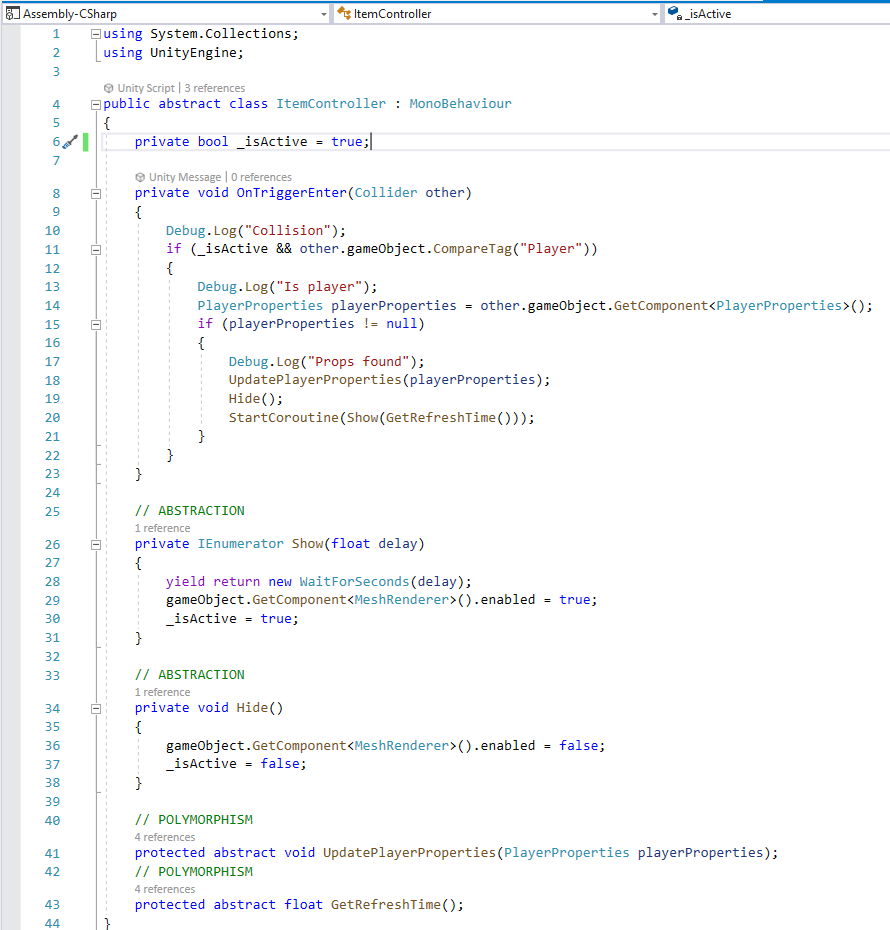 Assembly-CSharp ItemController _isActive
1 using System.Collections;
2 using UnityEngine;
3
Unity Script | 3 references
4 public abstract class ItemController : MonoBehaviour
5 {
6 private bool _isActive = true;
7
Unity Message | 0 references
8 private void OnTriggerEnter(Collider other)
9 {
10 Debug.Log("Collision");
11 if (_isActive && other.gameObject.CompareTag("Player"))
12 {
13 Debug.Log("Is player");
14 PlayerProperties playerProperties = other.gameObject.GetComponent<PlayerProperties>();
15 if (playerProperties != null)
16 {
17 Debug.Log("Props found");
18 UpdatePlayerProperties(playerProperties);
19 Hide();
20 StartCoroutine(Show(GetRefreshTime()));
21 }
22 }
23 }
24
25 // ABSTRACTION
1 reference
26 private IEnumerator Show(float delay)
27 {
28 yield return new WaitForSeconds(delay);
29 gameObject.GetComponent<MeshRenderer>().enabled = true;
30 _isActive = true;
31 }
32
33 // ABSTRACTION
1 reference
34 private void Hide()
35 {
36 gameObject.GetComponent<MeshRenderer>().enabled = false;
37 _isActive = false;
38 }
39
40 // POLYMORPHISM
4 references
41 protected abstract void UpdatePlayerProperties(PlayerProperties playerProperties);
42 // POLYMORPHISM
4 references
43 protected abstract float GetRefreshTime();
44 }